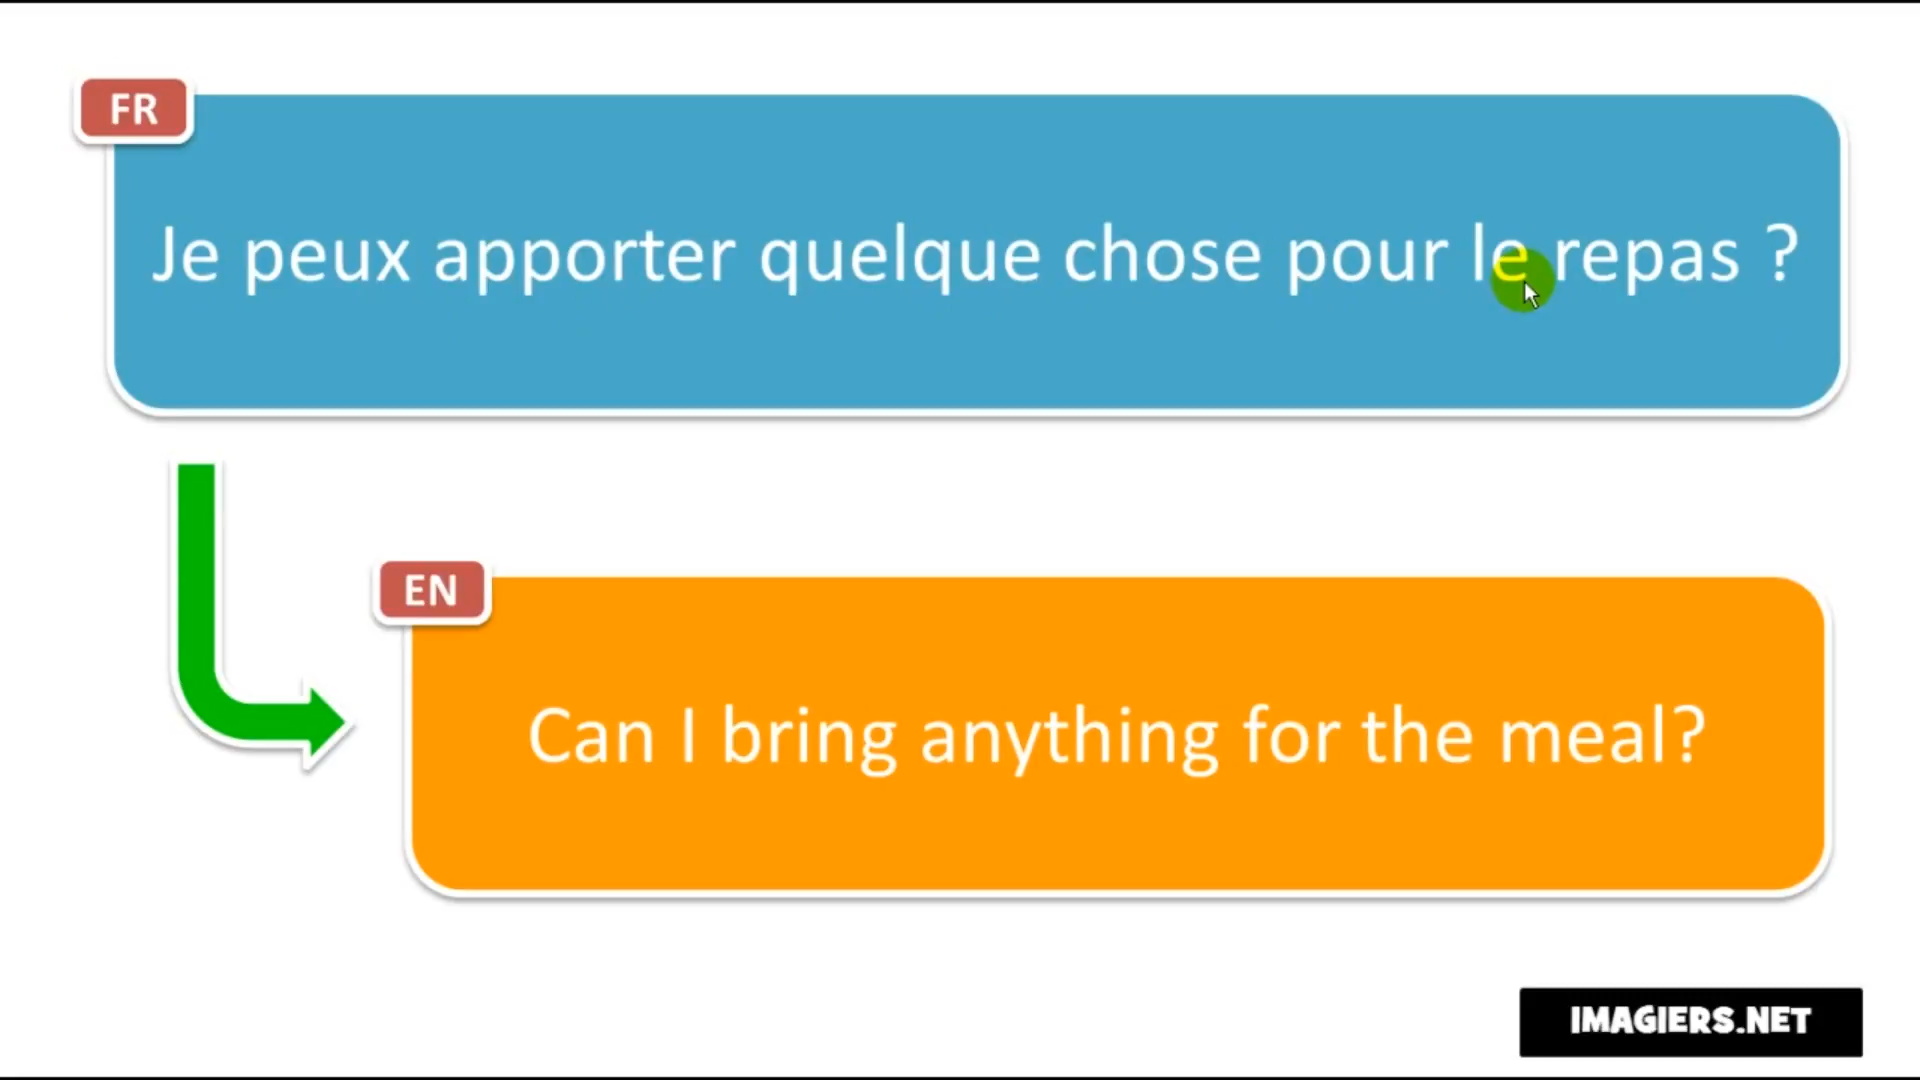 FR
Je peux apporter quelque chose pour le repas ?
EN
Can I bring anything for the meal?
IMAGIERS.NET